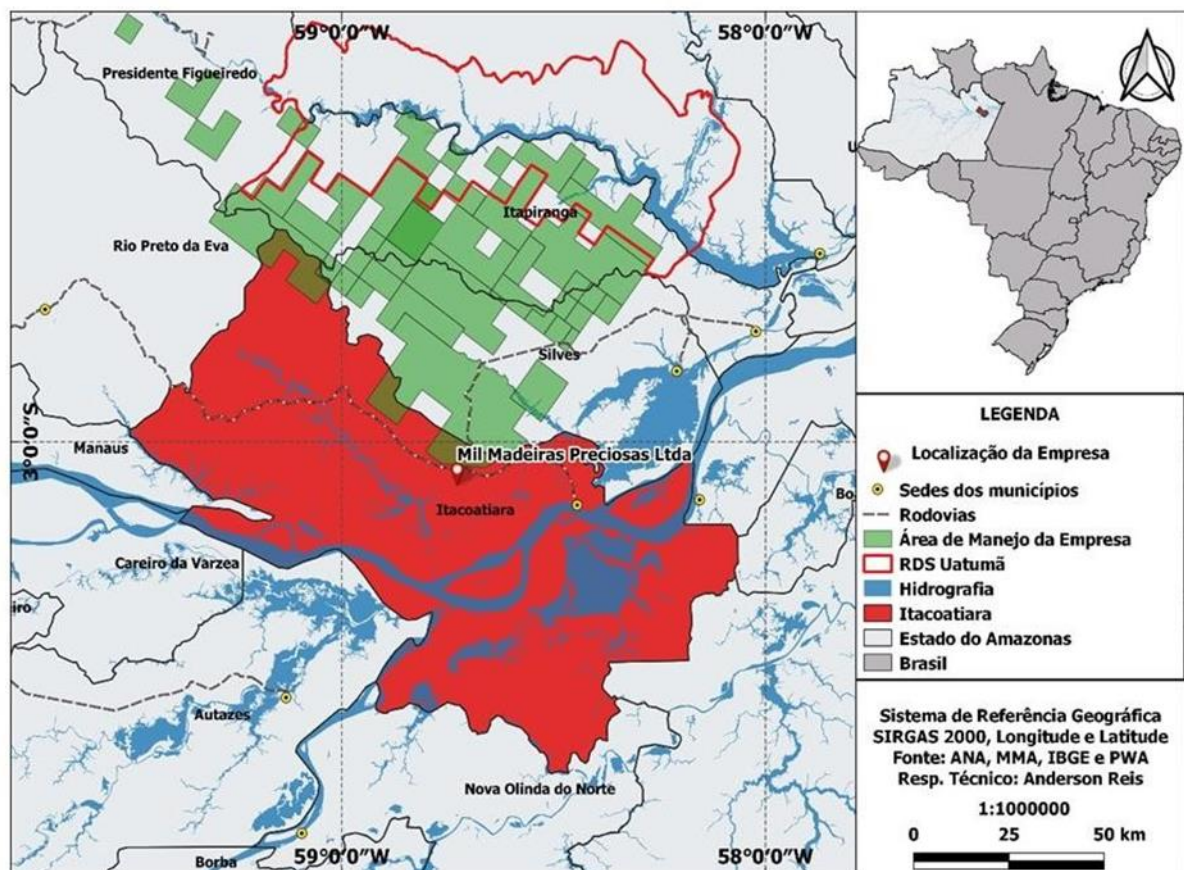 59°0′0″W
58°0′0″W
Presidente Figueiredo
U
Itapiranga
Rio Preto da Eva
Silves
3°0′0″S
Manaus
Mil Madeiras Preciosas Ltda
Itacoatiara
Bo
Careiro da Varzea
iro
Autazes
Nova Olinda do Norte
Borba
59°0′0″W
58°0′0″W
LEGENDA
Localização da Empresa
Sedes dos municípios
Rodovias
Área de Manejo da Empresa
RDS Uatumã
Hidrografia
Itacoatiara
Estado do Amazonas
Brasil
Sistema de Referência Geográfica
SIRGAS 2000, Longitude e Latitude
Fonte: ANA, MMA, IBGE e PWA
Resp. Técnico: Anderson Reis
1:1000000
0 25 50 km